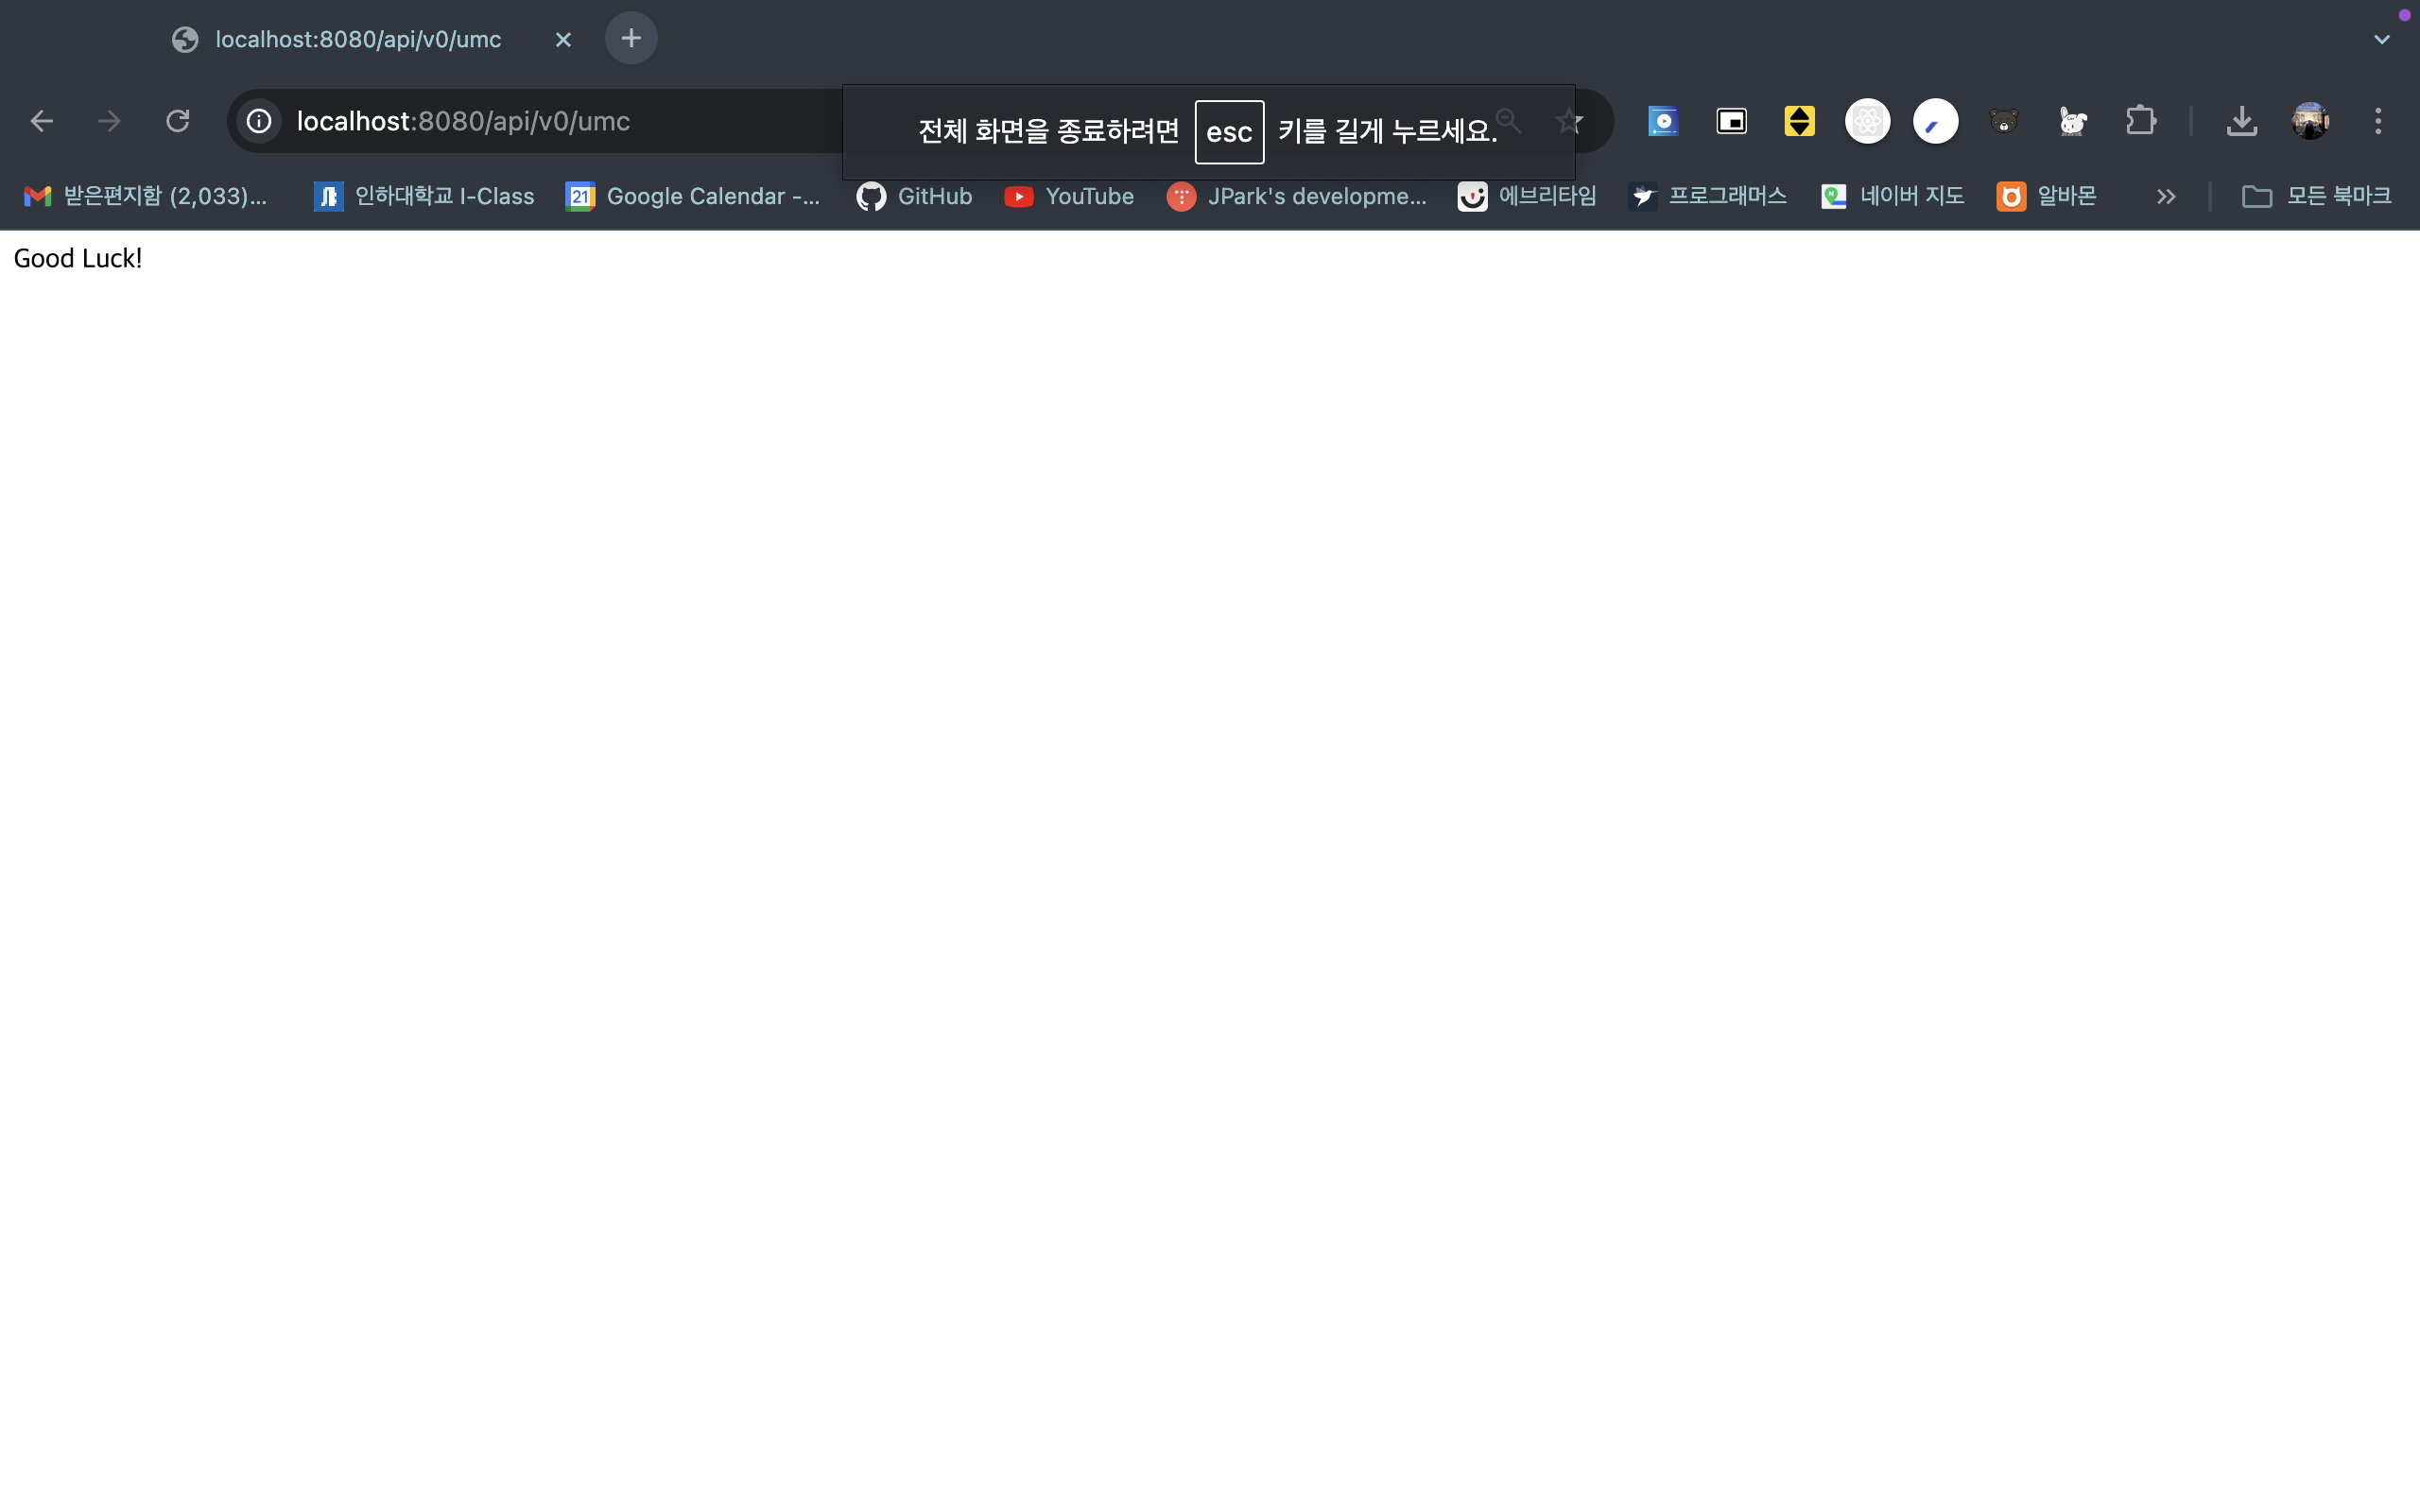 localhost:8080/api/v0/umc
localhost:8080/api/v0/umc
전체 화면을 종료하려면 esc 키를 길게 누르세요.
받은편지함 (2,033)... 인하대학교 I-Class 21 Google Calendar -... GitHub YouTube JPark's developme... 에브리타임 프로그래머스 네이버 지도 알바몬 모든 북마크
Good Luck!